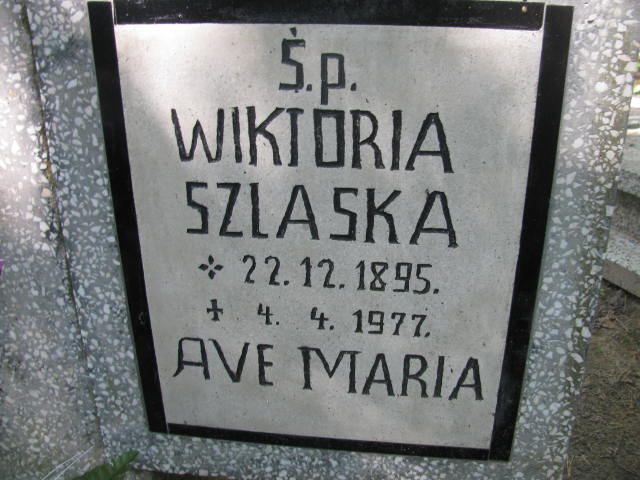 Ś.p.
WIKTORIA
SZLASKA
22.12.1895.
4. 4. 1977.
AVE MARIA